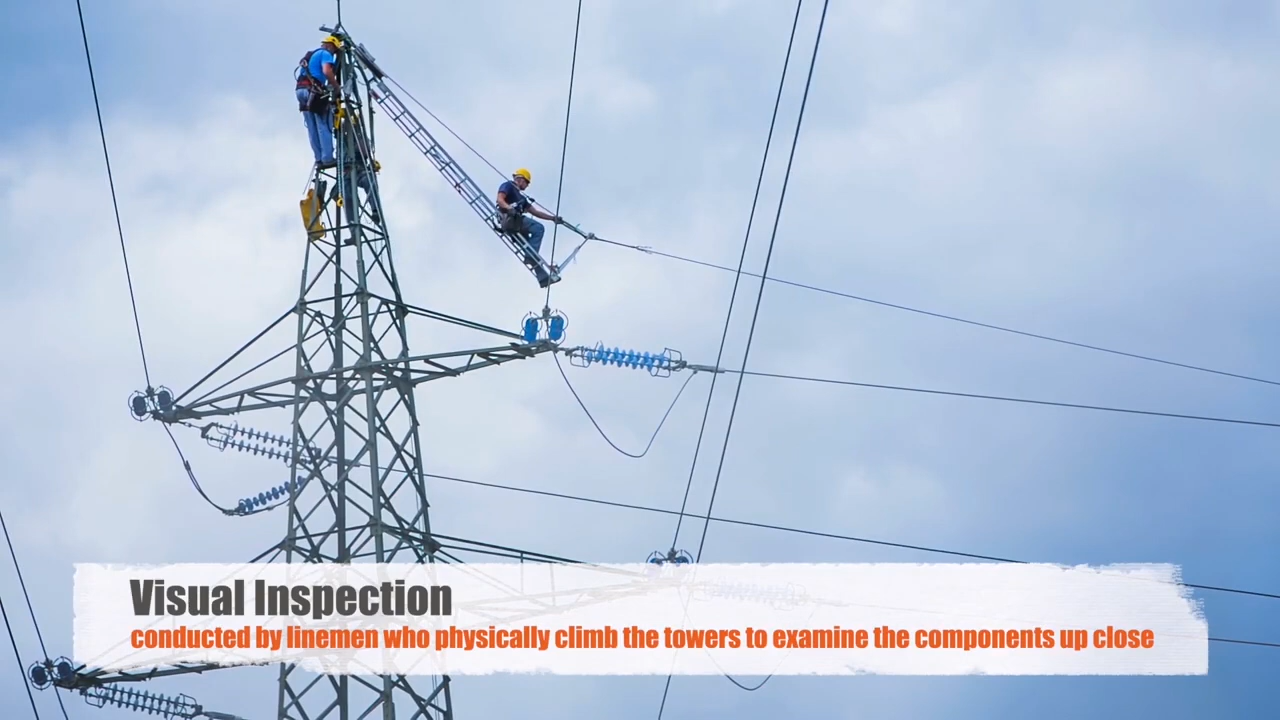 Visual Inspection
conducted by linemen who physically climb the towers to examine the components up close